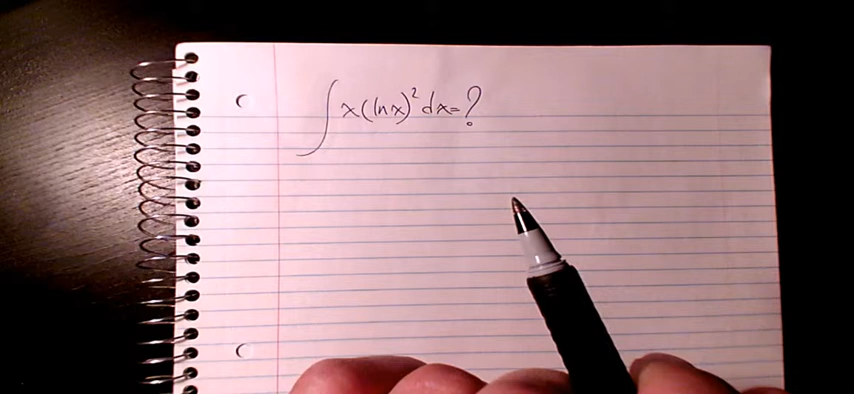 ∫ x(ln x)² dx = ?